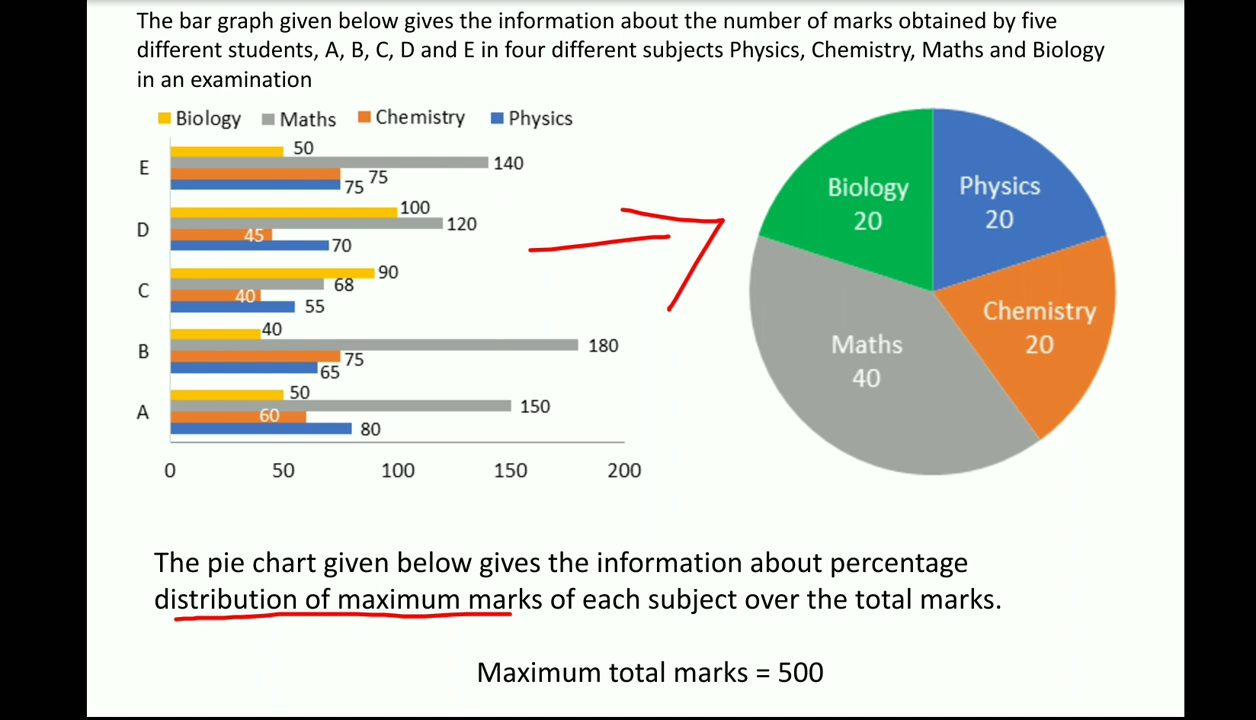 The bar graph given below gives the information about the number of marks obtained by five
different students, A, B, C, D and E in four different subjects Physics, Chemistry, Maths and Biology
in an examination
Biology Maths Chemistry Physics
E
50
140
75
75
D
100
120
45
70
C
90
68
40
55
B
40
180
75
65
A
50
150
60
80
0 50 100 150 200
Biology
20
Physics
20
Chemistry
20
Maths
40
The pie chart given below gives the information about percentage
distribution of maximum marks of each subject over the total marks.
Maximum total marks = 500